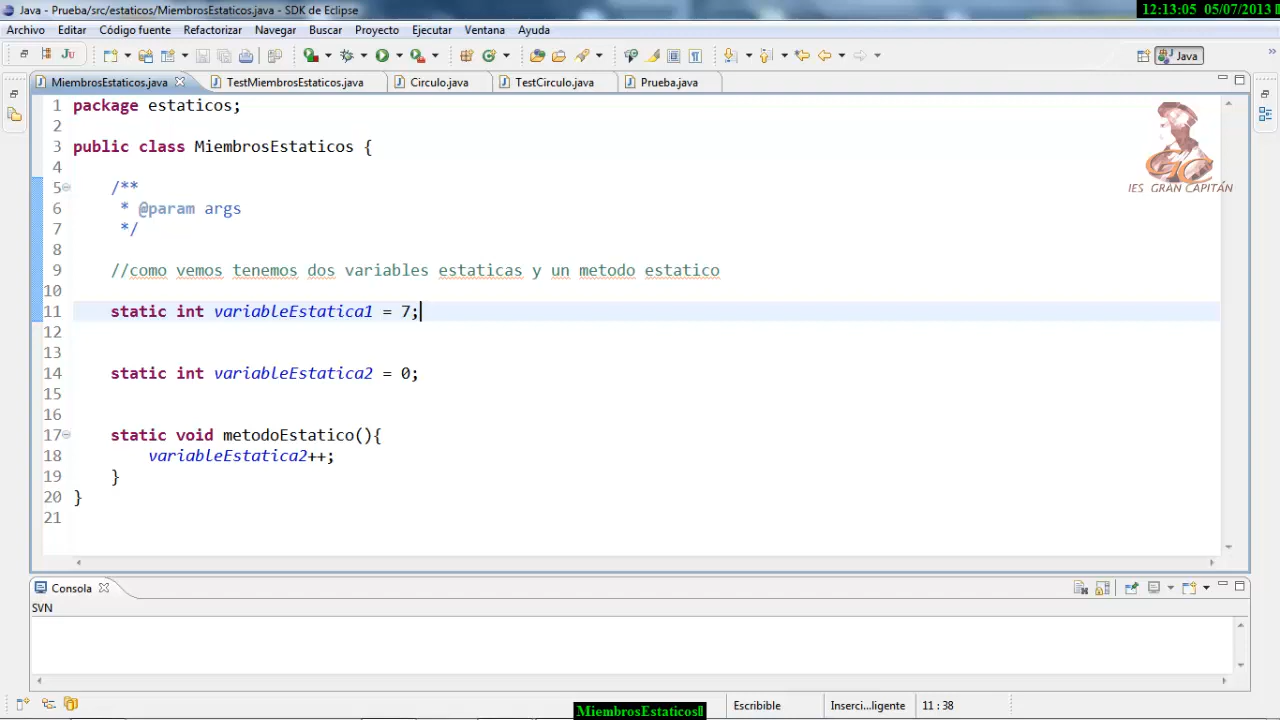 Java - Prueba/src/estaticos/MiembrosEstaticos.java - SDK de Eclipse
12:13:05 05/07/2013
Archivo Editar Código fuente Refactorizar Navegar Buscar Proyecto Ejecutar Ventana Ayuda
Ju
Java
MiembrosEstaticos.java TestMiembrosEstaticos.java Circulo.java TestCirculo.java Prueba.java
1 package estaticos;
2
3 public class MiembrosEstaticos {
4
5 /**
6 * @param args
7 */
8
9 //como vemos tenemos dos variables estaticas y un metodo estatico
10
11 static int variableEstatica1 = 7;
12
13
14 static int variableEstatica2 = 0;
15
16
17 static void metodoEstatico(){
18 variableEstatica2++;
19 }
20 }
21
GC
IES GRAN CAPITÁN
Consola
SVN
MiembrosEstaticos
Escribible
Inserci...ligente
11 : 38